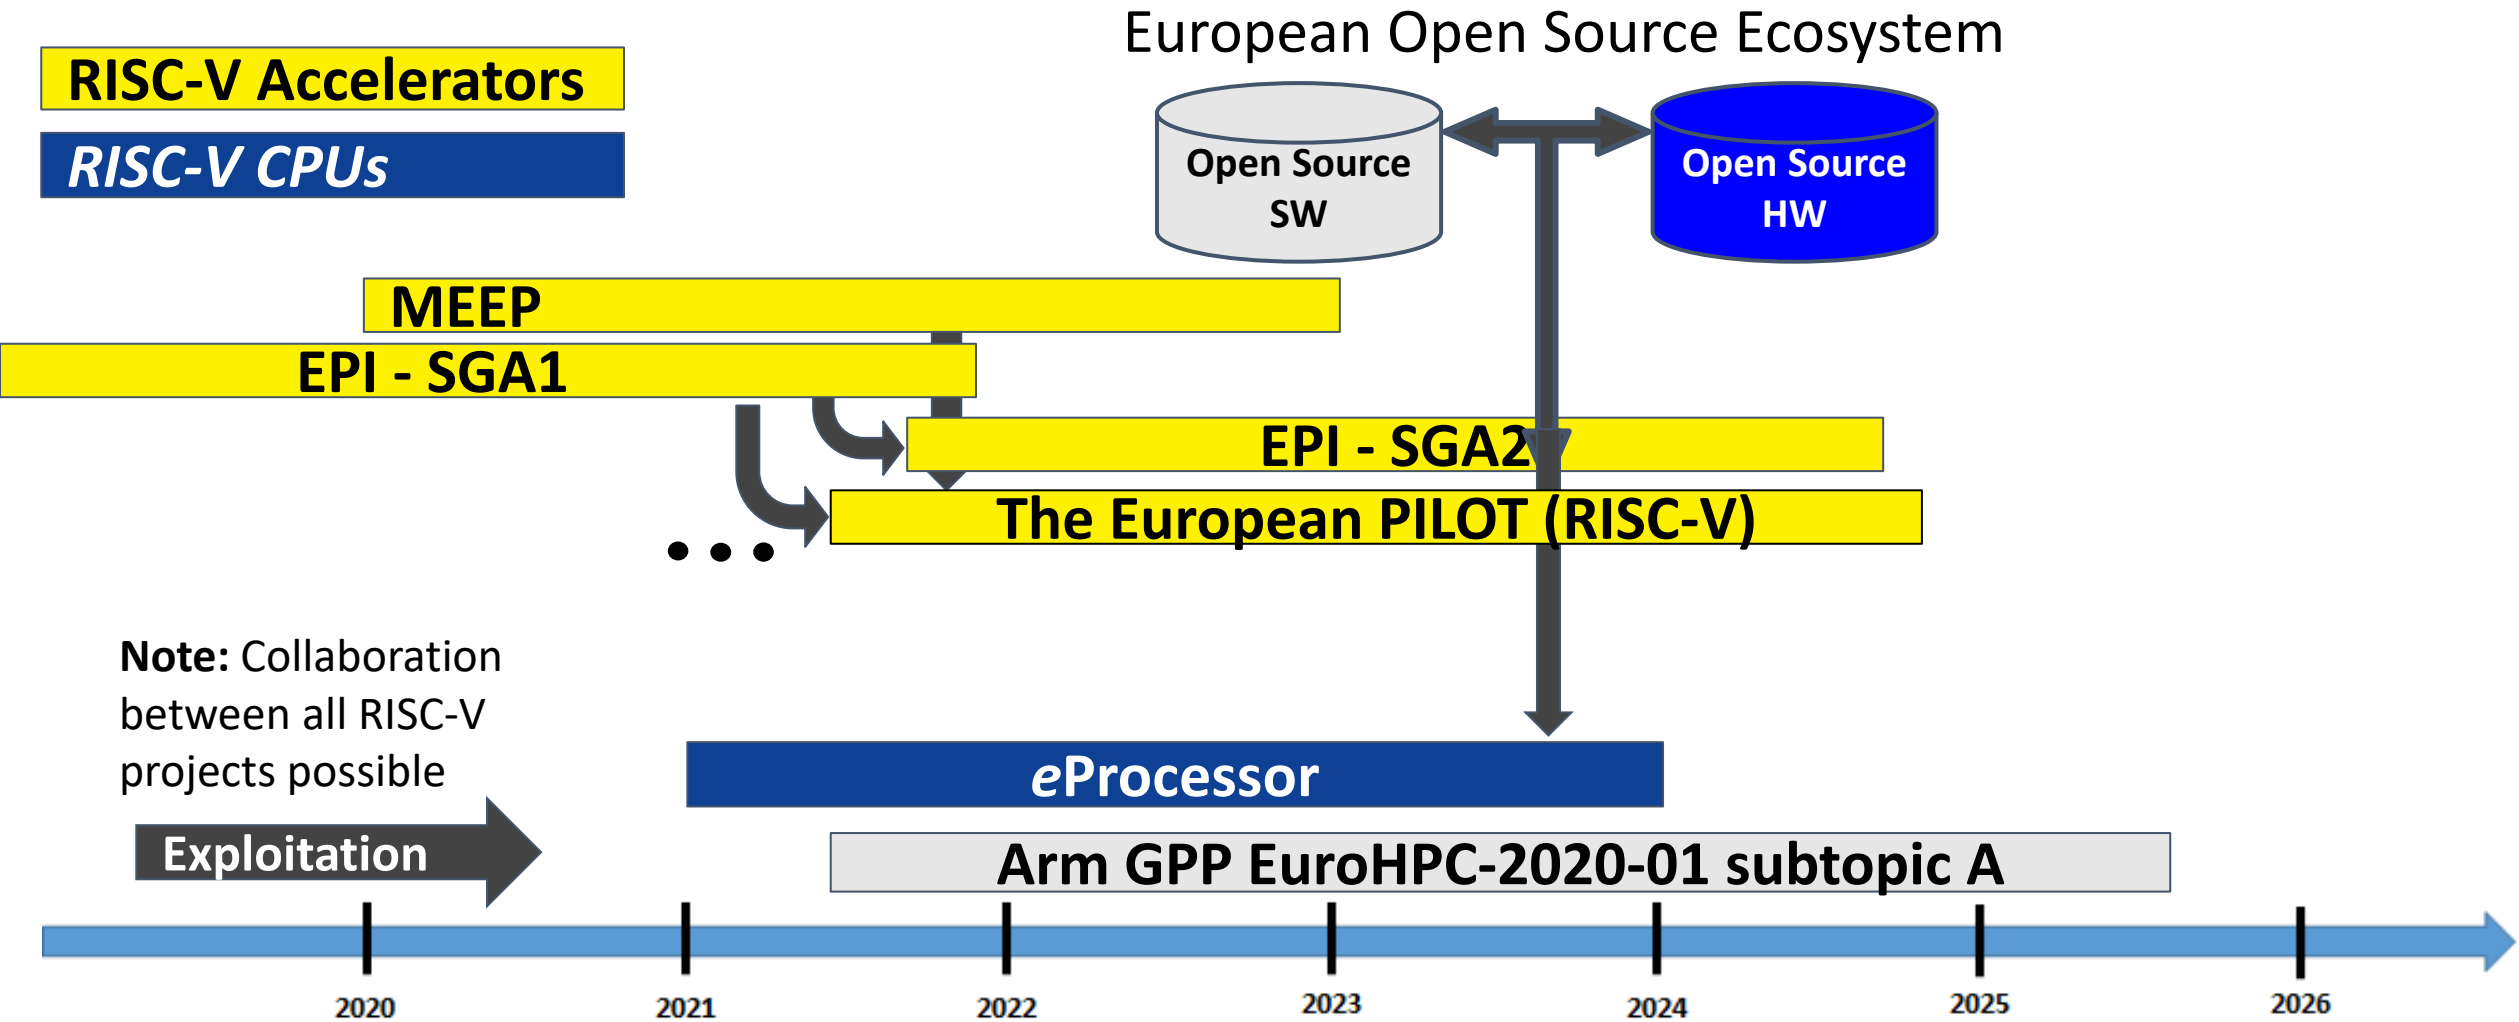 European Open Source Ecosystem
RISC-V Accelerators
RISC-V CPUs
Open Source
SW
Open Source
HW
MEEP
EPI - SGA1
EPI - SGA2
The European PILOT (RISC-V)
Note: Collaboration
between all RISC-V
projects possible
eProcessor
Exploitation
Arm GPP EuroHPC-2020-01 subtopic A
2020 2021 2022 2023 2024 2025 2026